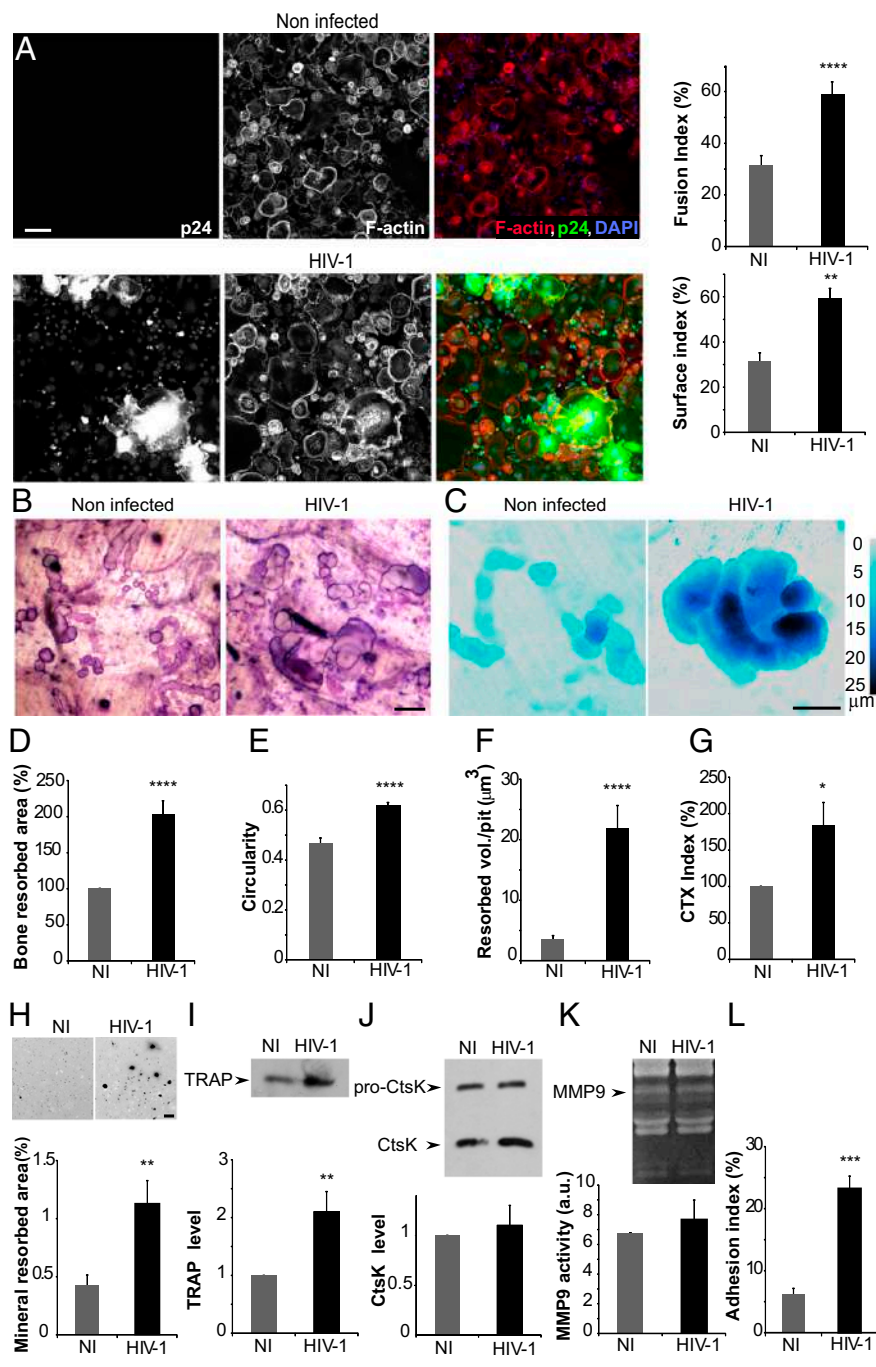 A
Non infected
p24
F-actin
F-actin, p24, DAPI
HIV-1
Fusion Index (%)
60
40
20
0
****
NI
HIV-1
Surface index (%)
60
40
20
0
**
NI
HIV-1
B
Non infected
HIV-1
C
Non infected
HIV-1
0
5
10
15
20
25
μm
D
Bone resorbed area (%)
250
200
150
100
50
0
****
NI
HIV-1
E
Circularity
0.6
0.4
0.2
0
****
NI
HIV-1
F
Resorbed vol./pit (μm³)
30
20
10
0
****
NI
HIV-1
G
CTX Index (%)
250
200
150
100
50
0
*
NI
HIV-1
H
NI
HIV-1
Mineral resorbed area(%)
1.5
1
0.5
0
**
NI
HIV-1
I
NI
HIV-1
TRAP
TRAP level
3
2
1
0
**
NI
HIV-1
J
NI
HIV-1
pro-CtsK
CtsK
CtsK level
1
0.5
0
NI
HIV-1
K
NI
HIV-1
MMP9
MMP9 activity (a.u.)
10
8
6
4
2
0
NI
HIV-1
L
Adhesion index (%)
30
20
10
0
***
NI
HIV-1